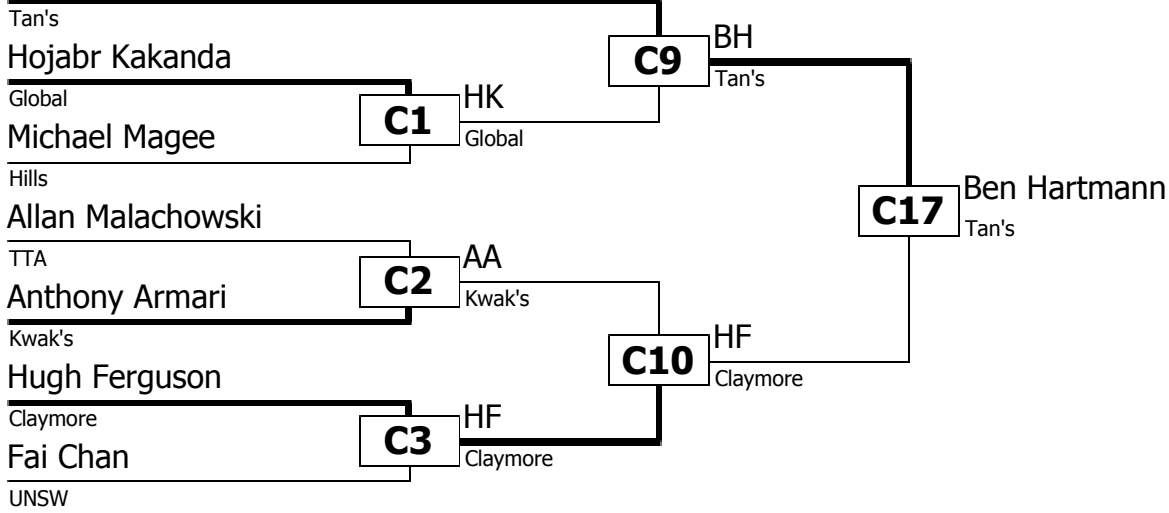 Tan's
Hojabr Kakanda
Global
Michael Magee
Hills
Allan Malachowski
TTA
Anthony Armari
Kwak's
Hugh Ferguson
Claymore
Fai Chan
UNSW
C1
HK
Global
C2
AA
Kwak's
C3
HF
Claymore
C9
BH
Tan's
C10
HF
Claymore
C17
Ben Hartmann
Tan's